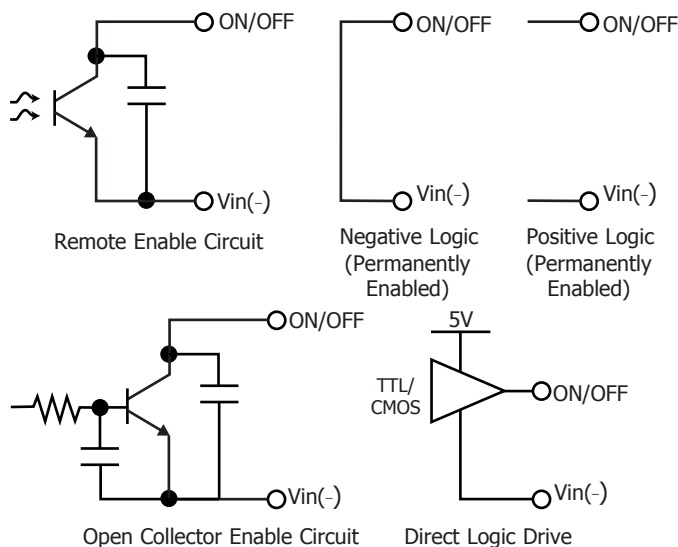 ON/OFF
Vin(-)
Remote Enable Circuit
ON/OFF
Vin(-)
Negative Logic
(Permanently
Enabled)
ON/OFF
Vin(-)
Positive Logic
(Permanently
Enabled)
ON/OFF
Vin(-)
Open Collector Enable Circuit
5V
TTL/
CMOS
ON/OFF
Vin(-)
Direct Logic Drive